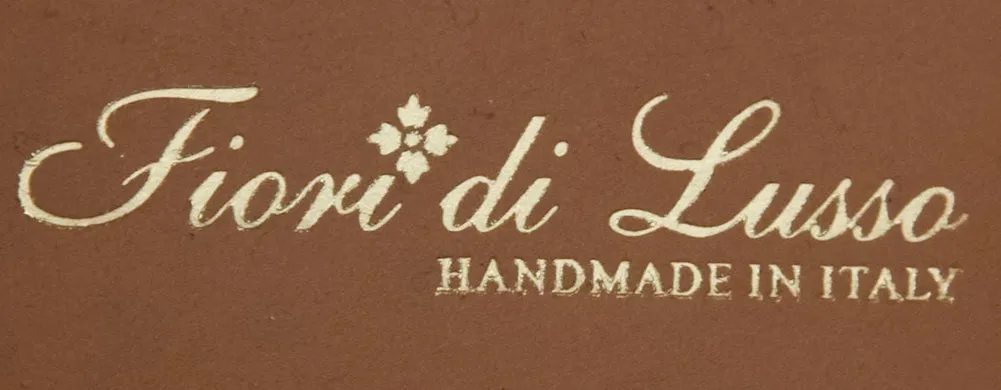 Fiori di Lusso
HANDMADE IN ITALY